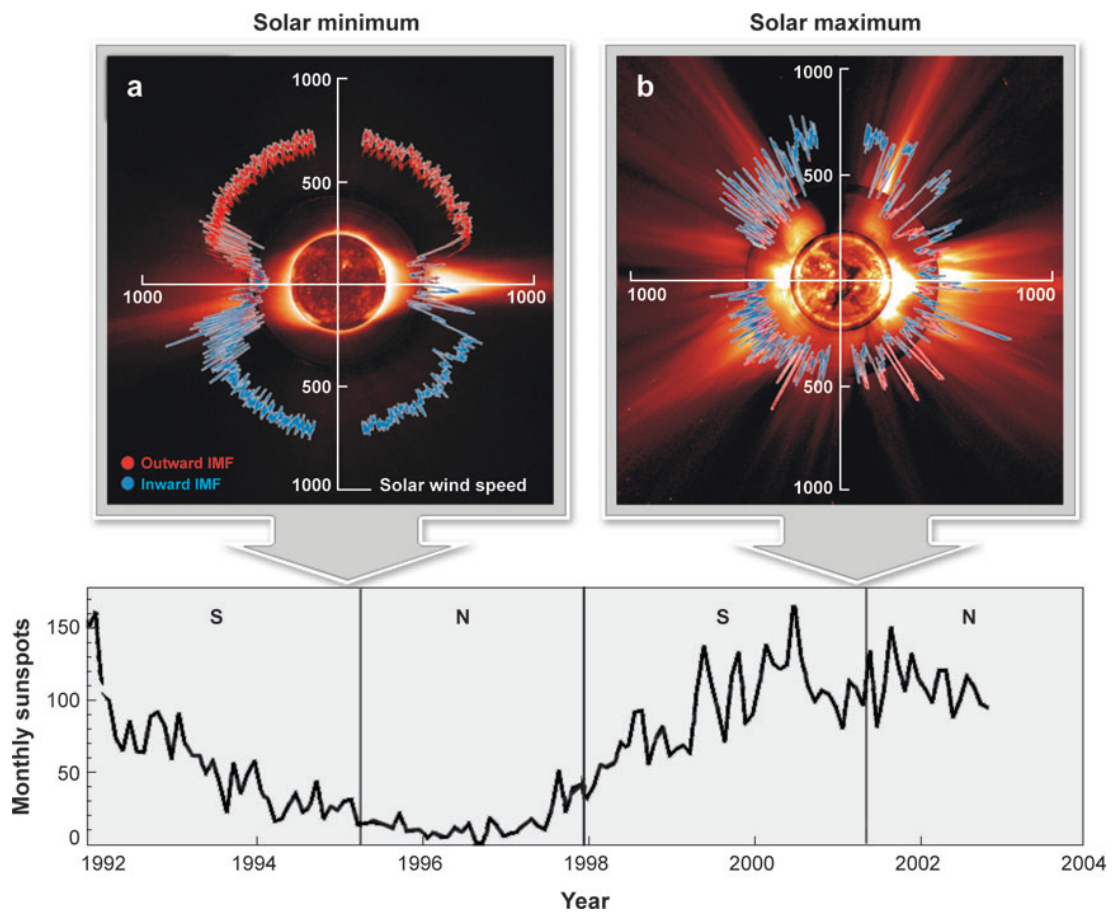 Solar minimum
Solar maximum
a
1000
500
1000
1000
500
1000
Solar wind speed
Outward IMF
Inward IMF
b
1000
500
1000
1000
500
1000
Monthly sunspots
150
100
50
0
S
N
S
N
1992
1994
1996
1998
2000
2002
2004
Year